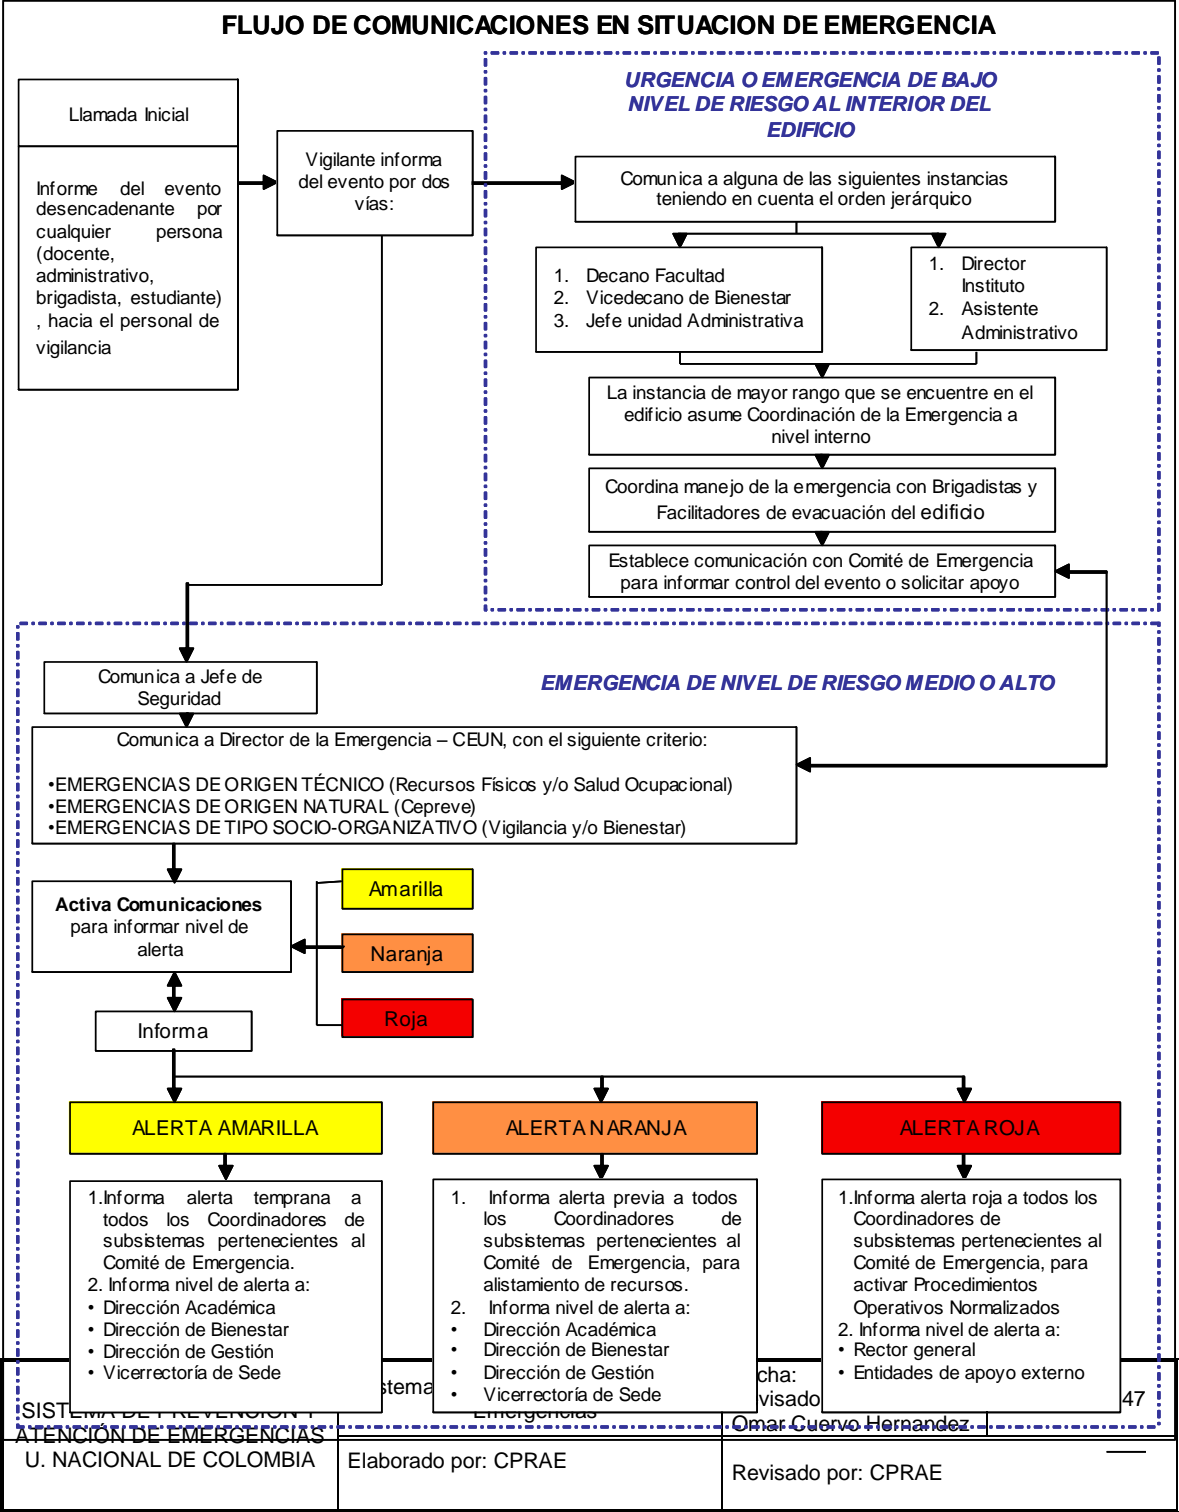 FLUJO DE COMUNICACIONES EN SITUACION DE EMERGENCIA
Llamada Inicial
Informe del evento
desencadenante por
cualquier persona
(docente,
administrativo,
brigadista, estudiante)
, hacia el personal de
vigilancia
Vigilante informa
del evento por dos
vías:
URGENCIA O EMERGENCIA DE BAJO
NIVEL DE RIESGO AL INTERIOR DEL
EDIFICIO
Comunica a alguna de las siguientes instancias
teniendo en cuenta el orden jerárquico
1. Decano Facultad
2. Vicedecano de Bienestar
3. Jefe unidad Administrativa
1. Director
Instituto
2. Asistente
Administrativo
La instancia de mayor rango que se encuentre en el
edificio asume Coordinación de la Emergencia a
nivel interno
Coordina manejo de la emergencia con Brigadistas y
Facilitadores de evacuación del edificio
Establece comunicación con Comité de Emergencia
para informar control del evento o solicitar apoyo
EMERGENCIA DE NIVEL DE RIESGO MEDIO O ALTO
Comunica a Jefe de
Seguridad
Comunica a Director de la Emergencia – CEUN, con el siguiente criterio:
•EMERGENCIAS DE ORIGEN TÉCNICO (Recursos Físicos y/o Salud Ocupacional)
•EMERGENCIAS DE ORIGEN NATURAL (Cepreve)
•EMERGENCIAS DE TIPO SOCIO-ORGANIZATIVO (Vigilancia y/o Bienestar)
Activa Comunicaciones
para informar nivel de
alerta
Amarilla
Naranja
Roja
Informa
ALERTA AMARILLA
1.Informa alerta temprana a
todos los Coordinadores de
subsistemas pertenecientes al
Comité de Emergencia.
2. Informa nivel de alerta a:
• Dirección Académica
• Dirección de Bienestar
• Dirección de Gestión
• Vicerrectoría de Sede
ALERTA NARANJA
1. Informa alerta previa a todos
los Coordinadores de
subsistemas pertenecientes al
Comité de Emergencia, para
alistamiento de recursos.
2. Informa nivel de alerta a:
• Dirección Académica
• Dirección de Bienestar
• Dirección de Gestión
• Vicerrectoría de Sede
ALERTA ROJA
1.Informa alerta roja a todos los
Coordinadores de
subsistemas pertenecientes al
Comité de Emergencia, para
activar Procedimientos
Operativos Normalizados
2. Informa nivel de alerta a:
• Rector general
• Entidades de apoyo externo
SISTEMA DE PREVENCIÓN Y
ATENCIÓN DE EMERGENCIAS
U. NACIONAL DE COLOMBIA
Emergencias
Elaborado por: CPRAE
Omar Cuervo Hernandez
47
Revisado por: CPRAE